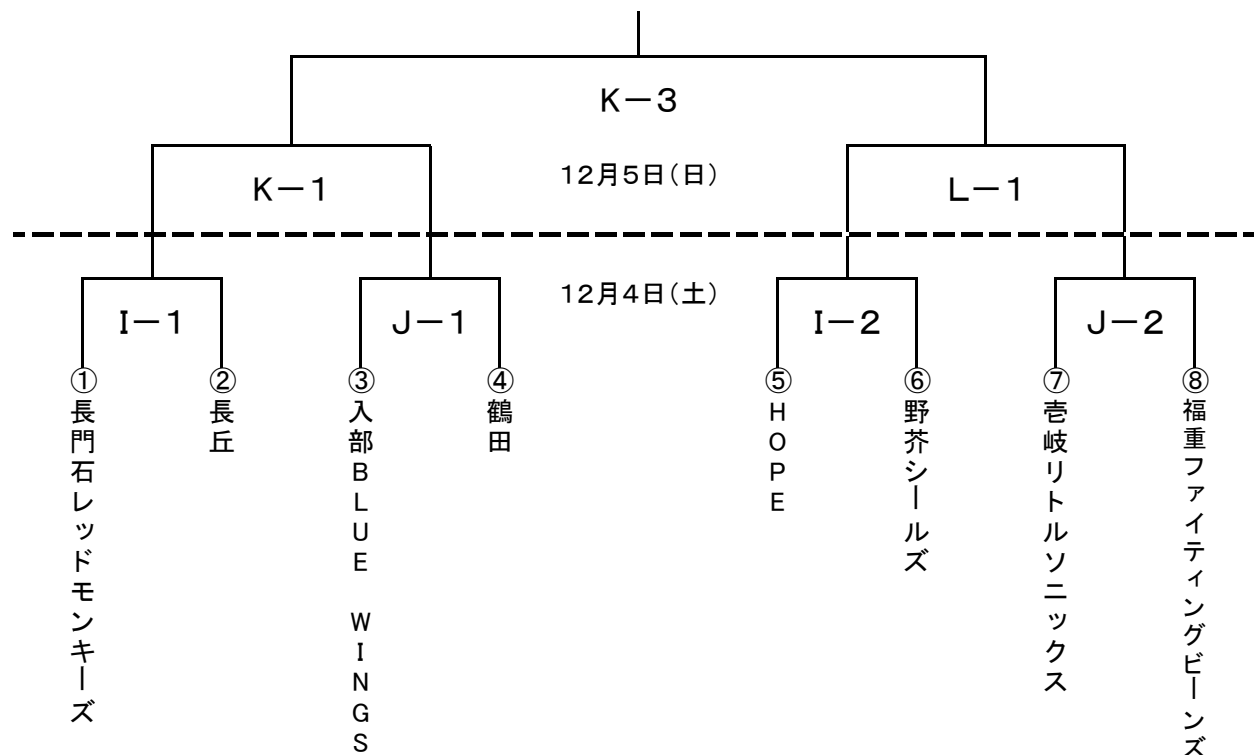 K－3
12月5日(日)
K－1
L－1
12月4日(土)
I－1
J－1
I－2
J－2
①長門石レッドモンキーズ
②長丘
③入部BLUE　WINGS
④鶴田
⑤HOPE
⑥野芥シールズ
⑦壱岐リトルソニックス
⑧福重ファイティングビーンズ